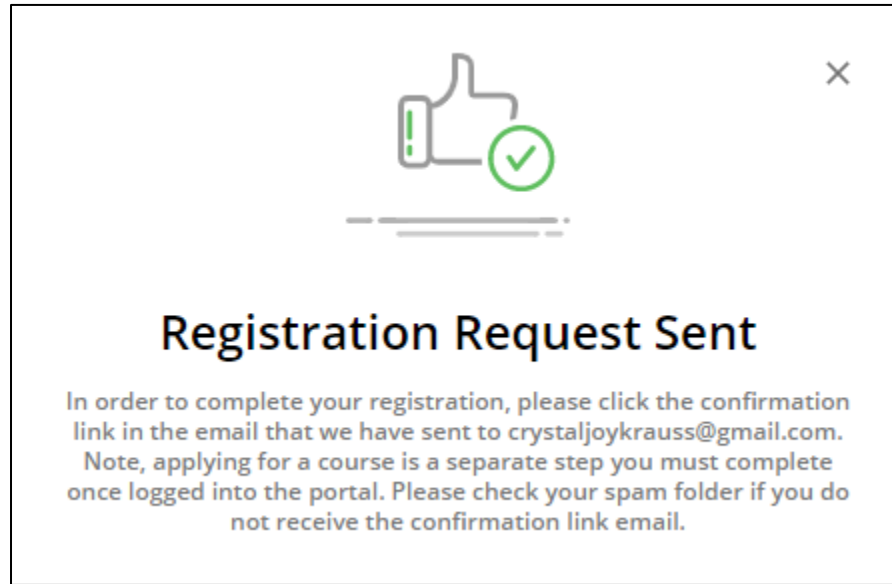 Registration Request Sent
In order to complete your registration, please click the confirmation
link in the email that we have sent to crystaljoykrauss@gmail.com.
Note, applying for a course is a separate step you must complete
once logged into the portal. Please check your spam folder if you do
not receive the confirmation link email.